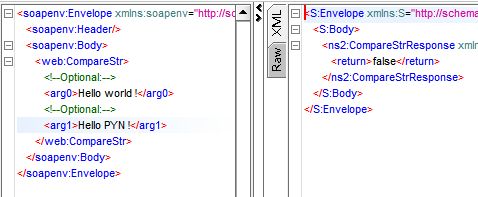 <soapenv:Envelope xmlns:soapenv="http://sc
<soapenv:Header/>
<soapenv:Body>
<web:CompareStr>
<!--Optional:-->
<arg0>Hello world !</arg0>
<!--Optional:-->
<arg1>Hello PYN !</arg1>
</web:CompareStr>
</soapenv:Body>
</soapenv:Envelope>
XML
Raw
<S:Envelope xmlns:S="http://schema
<S:Body>
<ns2:CompareStrResponse xml
<return>false</return>
</ns2:CompareStrResponse>
</S:Body>
</S:Envelope>